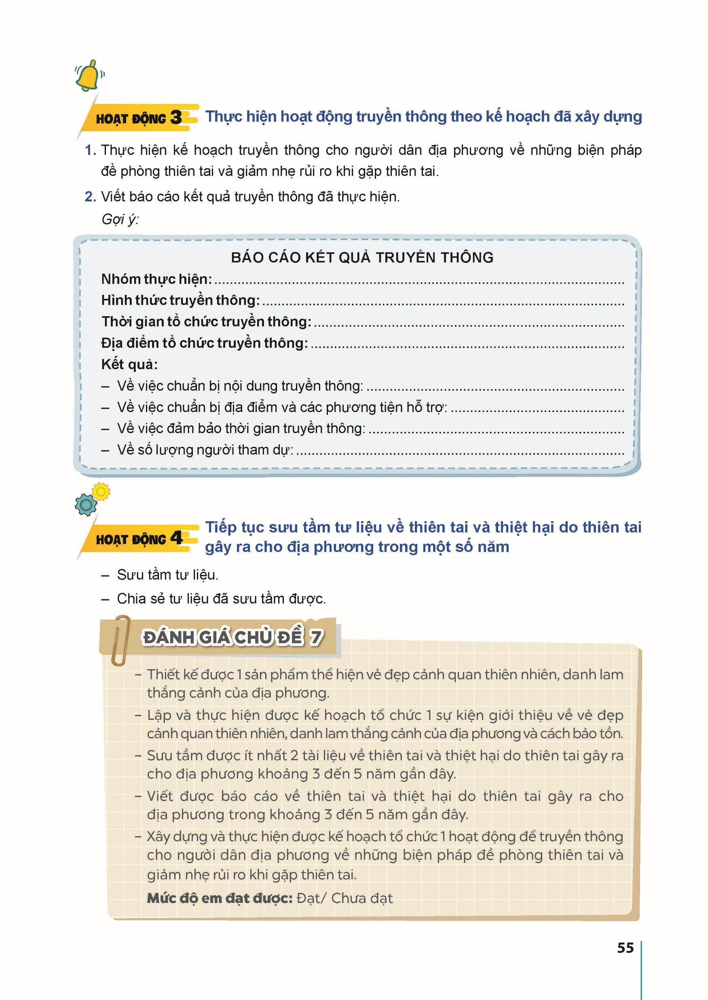 HOẠT ĐỘNG 3 Thực hiện hoạt động truyền thông theo kế hoạch đã xây dựng
1. Thực hiện kế hoạch truyền thông cho người dân địa phương về những biện pháp
đề phòng thiên tai và giảm nhẹ rủi ro khi gặp thiên tai.
2. Viết báo cáo kết quả truyền thông đã thực hiện.
Gợi ý:
BÁO CÁO KẾT QUẢ TRUYỀN THÔNG
Nhóm thực hiện:
Hình thức truyền thông:
Thời gian tổ chức truyền thông:
Địa điểm tổ chức truyền thông:
Kết quả:
– Về việc chuẩn bị nội dung truyền thông:
– Về việc chuẩn bị địa điểm và các phương tiện hỗ trợ:
– Về việc đảm bảo thời gian truyền thông:
– Về số lượng người tham dự:
HOẠT ĐỘNG 4 Tiếp tục sưu tầm tư liệu về thiên tai và thiệt hại do thiên tai
gây ra cho địa phương trong một số năm
– Sưu tầm tư liệu.
– Chia sẻ tư liệu đã sưu tầm được.
ĐÁNH GIÁ CHỦ ĐỀ 7
– Thiết kế được 1 sản phẩm thể hiện vẻ đẹp cảnh quan thiên nhiên, danh lam
thắng cảnh của địa phương.
– Lập và thực hiện được kế hoạch tổ chức 1 sự kiện giới thiệu về vẻ đẹp
cảnh quan thiên nhiên, danh lam thắng cảnh của địa phương và cách bảo tồn.
– Sưu tầm được ít nhất 2 tài liệu về thiên tai và thiệt hại do thiên tai gây ra
cho địa phương khoảng 3 đến 5 năm gần đây.
– Viết được báo cáo về thiên tai và thiệt hại do thiên tai gây ra cho
địa phương trong khoảng 3 đến 5 năm gần đây.
– Xây dựng và thực hiện được kế hoạch tổ chức 1 hoạt động để truyền thông
cho người dân địa phương về những biện pháp đề phòng thiên tai và
giảm nhẹ rủi ro khi gặp thiên tai.
Mức độ em đạt được: Đạt/ Chưa đạt
55